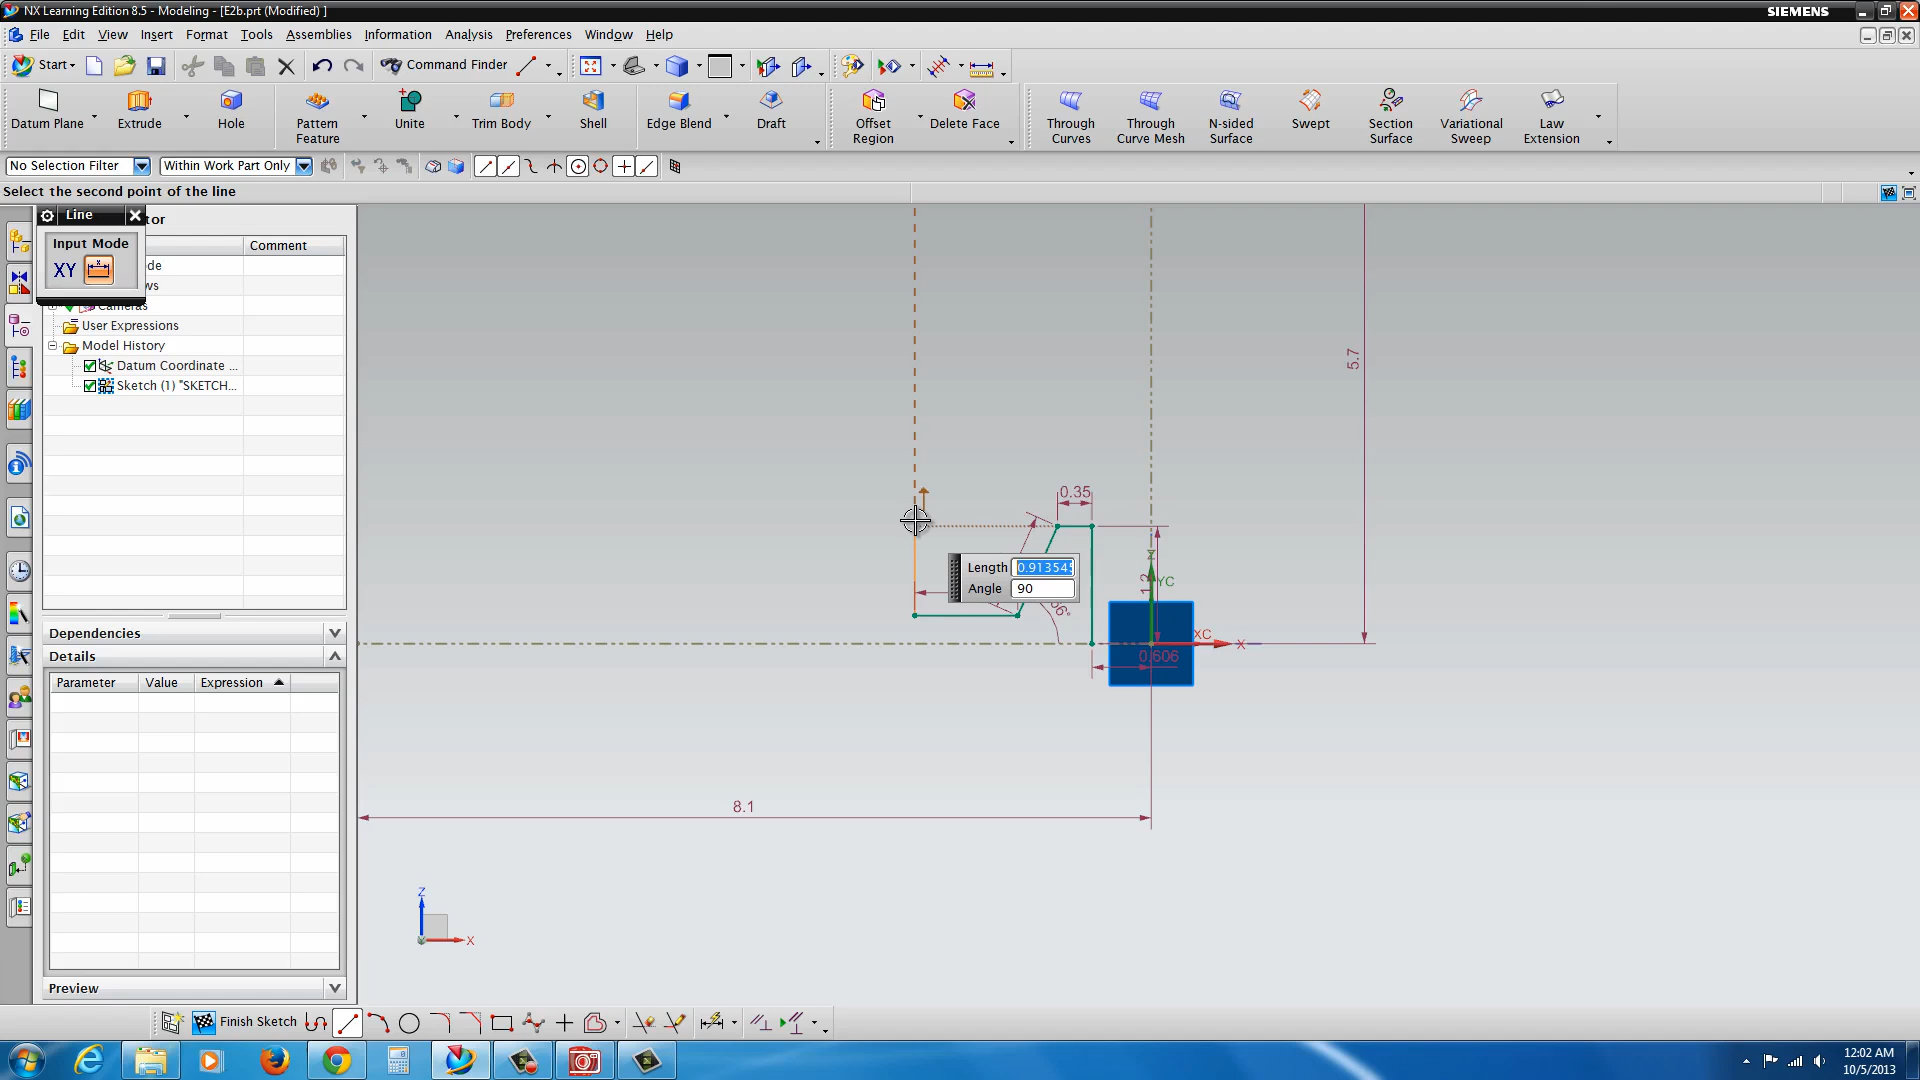 NX Learning Edition 8.5 - Modeling - [E2b.prt (Modified) ]
SIEMENS
File Edit View Insert Format Tools Assemblies Information Analysis Preferences Window Help
Start
Command Finder
Datum Plane
Extrude
Hole
Pattern
Feature
Unite
Trim Body
Shell
Edge Blend
Draft
Offset
Region
Delete Face
Through
Curves
Through
Curve Mesh
N-sided
Surface
Swept
Section
Surface
Variational
Sweep
Law
Extension
No Selection Filter
Within Work Part Only
Select the second point of the line
Line
tor
Input Mode
XY
Comment
de
ws
Cameras
User Expressions
Model History
Datum Coordinate ...
Sketch (1) "SKETCH...
Dependencies
Details
Parameter Value Expression
Preview
5.7
0.35
Length 0.91354
Angle 90
YC
XC
X
0.606
8.1
Z
X
Finish Sketch
12:02 AM
10/5/2013